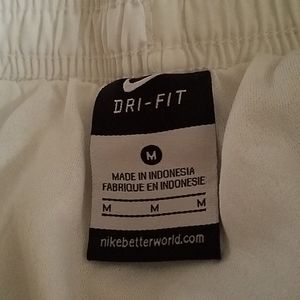 DRI-FIT
M
MADE IN INDONESIA
FABRIQUE EN INDONESIE
M M M
nikebetterworld.com